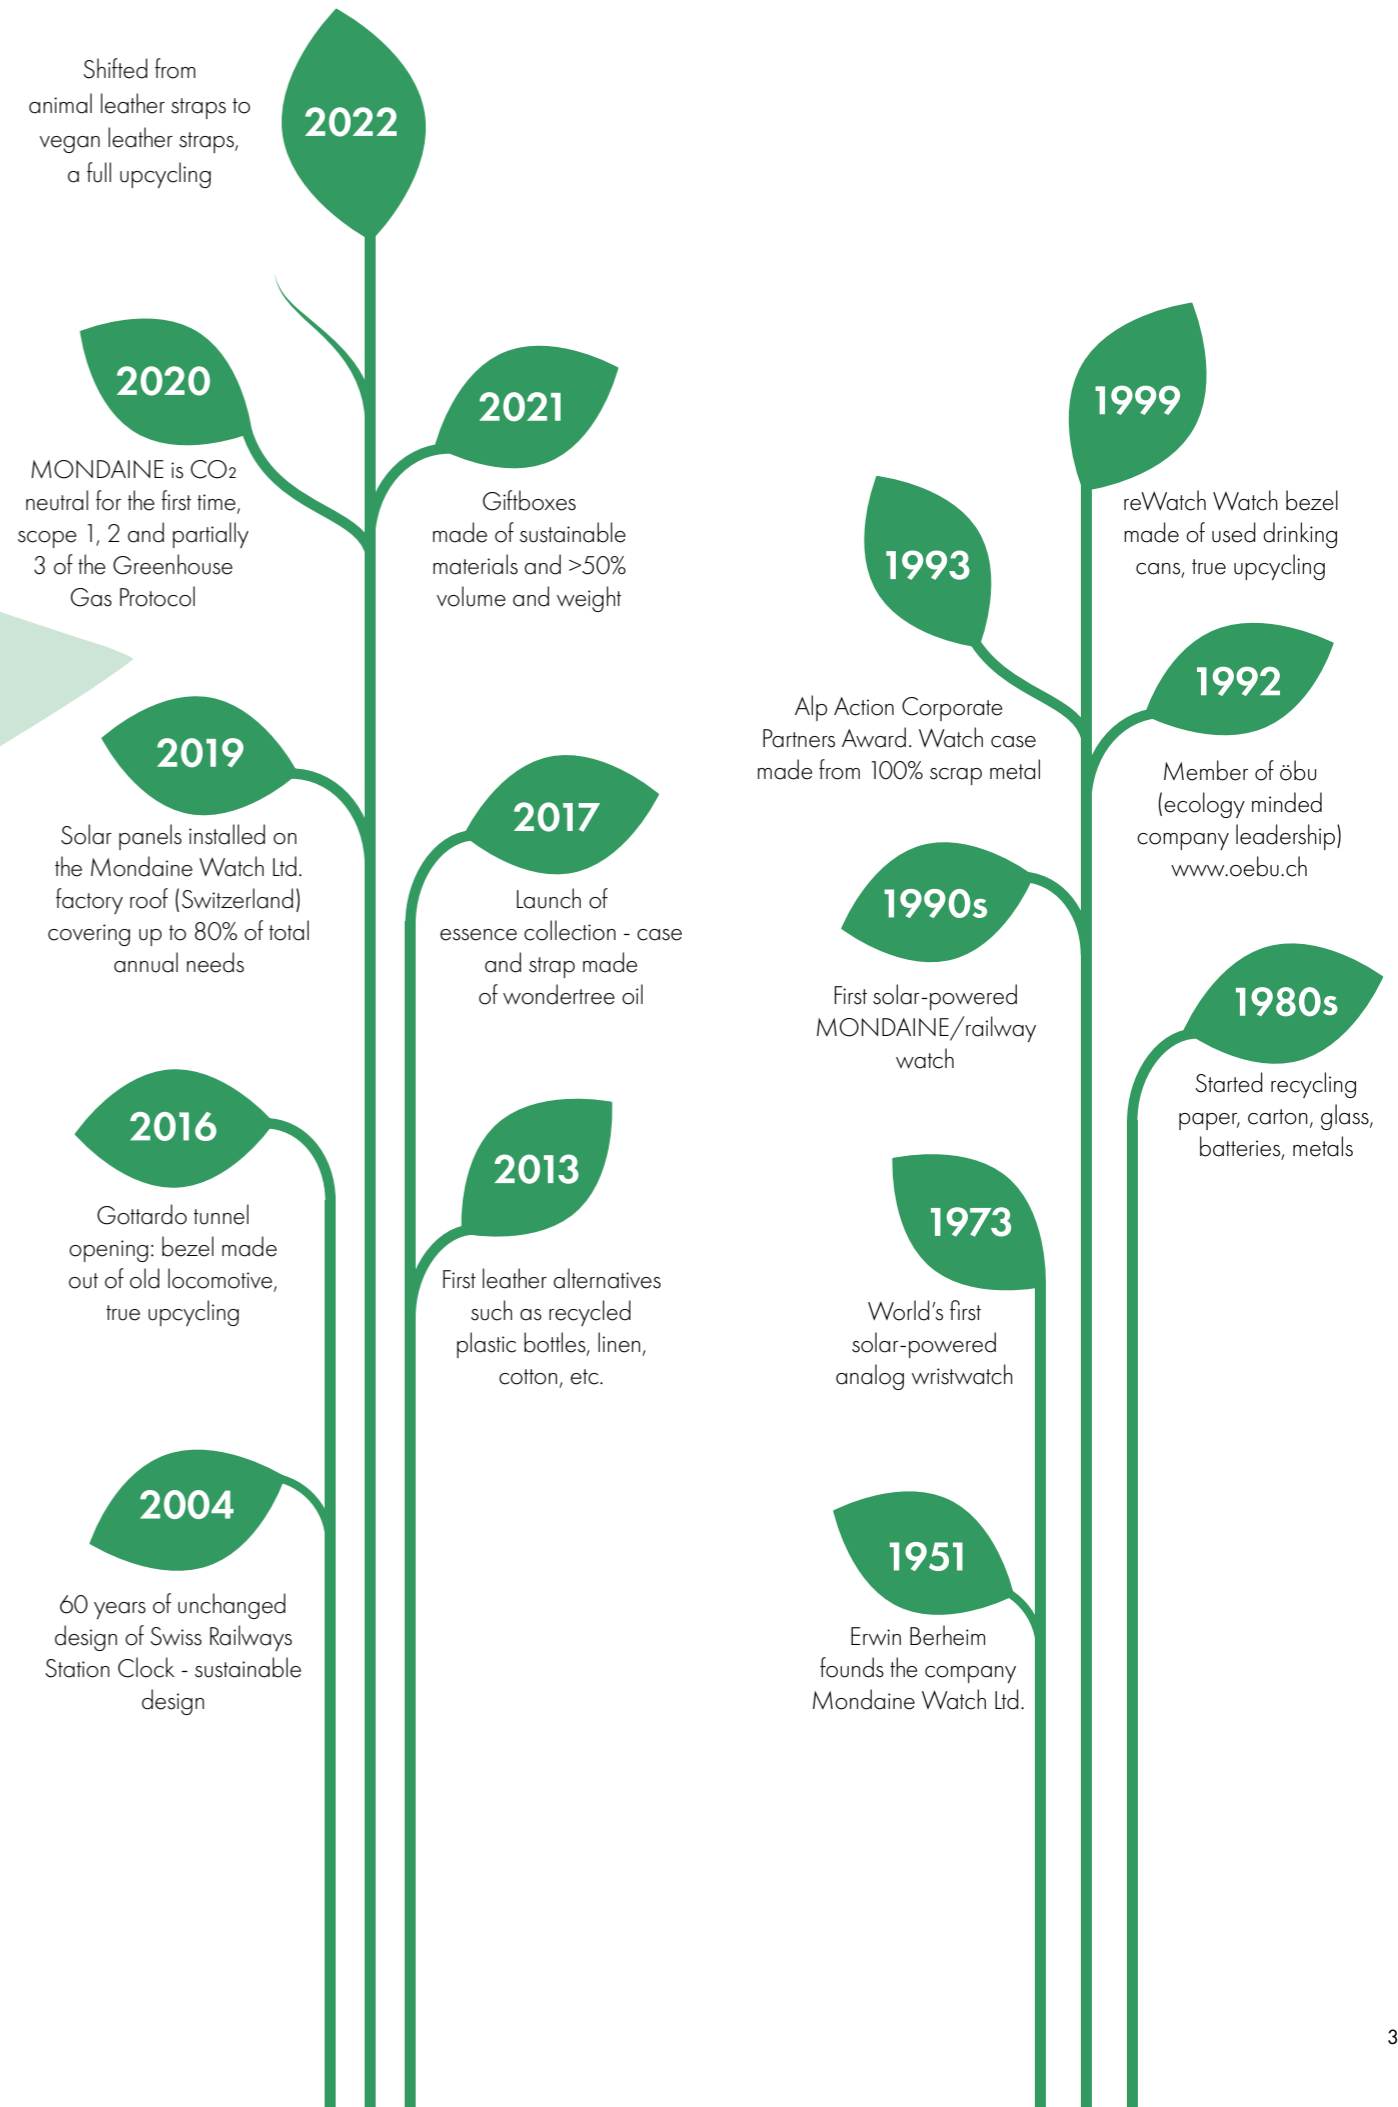 Shifted from
animal leather straps to
vegan leather straps,
a full upcycling
2022
2020
MONDAINE is CO₂
neutral for the first time,
scope 1, 2 and partially
3 of the Greenhouse
Gas Protocol
2021
Giftboxes
made of sustainable
materials and >50%
volume and weight
2019
Solar panels installed on
the Mondaine Watch Ltd.
factory roof (Switzerland)
covering up to 80% of total
annual needs
2017
Launch of
essence collection - case
and strap made
of wondertree oil
2016
Gottardo tunnel
opening: bezel made
out of old locomotive,
true upcycling
2013
First leather alternatives
such as recycled
plastic bottles, linen,
cotton, etc.
2004
60 years of unchanged
design of Swiss Railways
Station Clock - sustainable
design
1999
reWatch Watch bezel
made of used drinking
cans, true upcycling
1993
Alp Action Corporate
Partners Award. Watch case
made from 100% scrap metal
1992
Member of öbu
(ecology minded
company leadership)
www.oebu.ch
1990s
First solar-powered
MONDAINE/railway
watch
1980s
Started recycling
paper, carton, glass,
batteries, metals
1973
World's first
solar-powered
analog wristwatch
1951
Erwin Berheim
founds the company
Mondaine Watch Ltd.
3